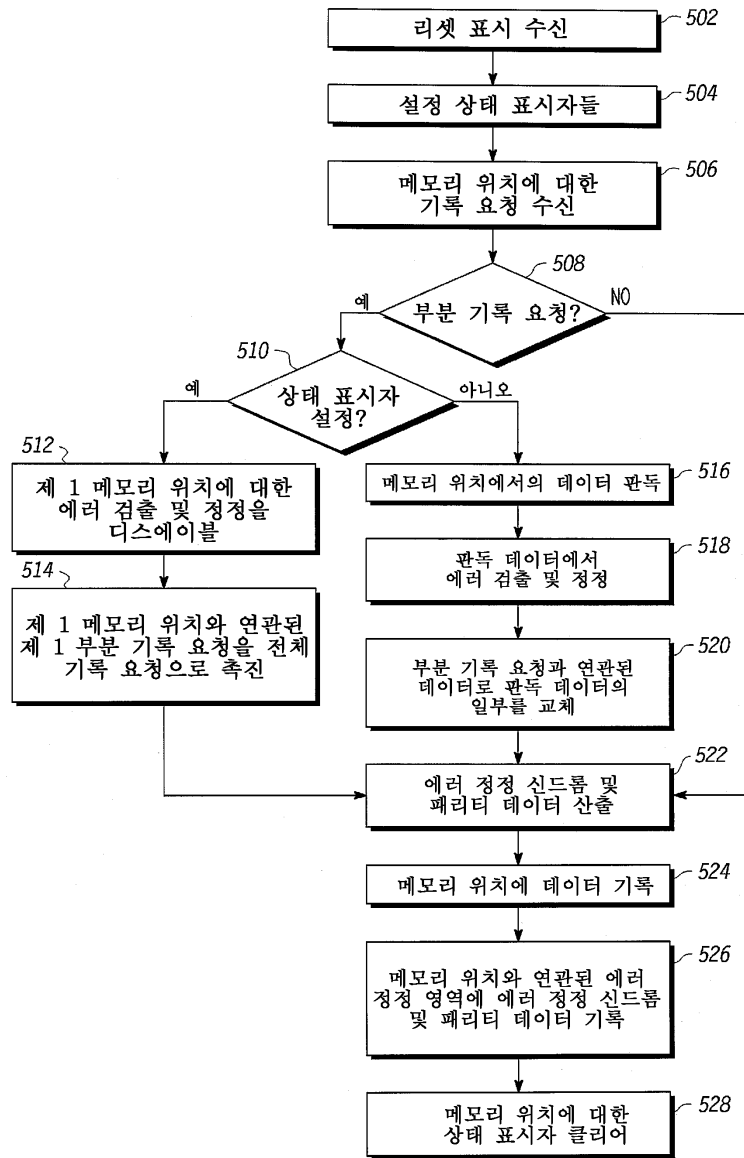 리셋 표시 수신
502
설정 상태 표시자들
504
메모리 위치에 대한
기록 요청 수신
506
부분 기록 요청?
508
예
NO
상태 표시자
설정?
510
예
아니오
512
제 1 메모리 위치에 대한
에러 검출 및 정정을
디스에이블
514
제 1 메모리 위치와 연관된
제 1 부분 기록 요청을 전체
기록 요청으로 촉진
메모리 위치에서의 데이터 판독
516
판독 데이터에서
에러 검출 및 정정
518
부분 기록 요청과 연관된
데이터로 판독 데이터의
일부를 교체
520
에러 정정 신드롬 및
패리티 데이터 산출
522
메모리 위치에 데이터 기록
524
메모리 위치와 연관된 에러
정정 영역에 에러 정정 신드롬
및 패리티 데이터 기록
526
메모리 위치에 대한
상태 표시자 클리어
528